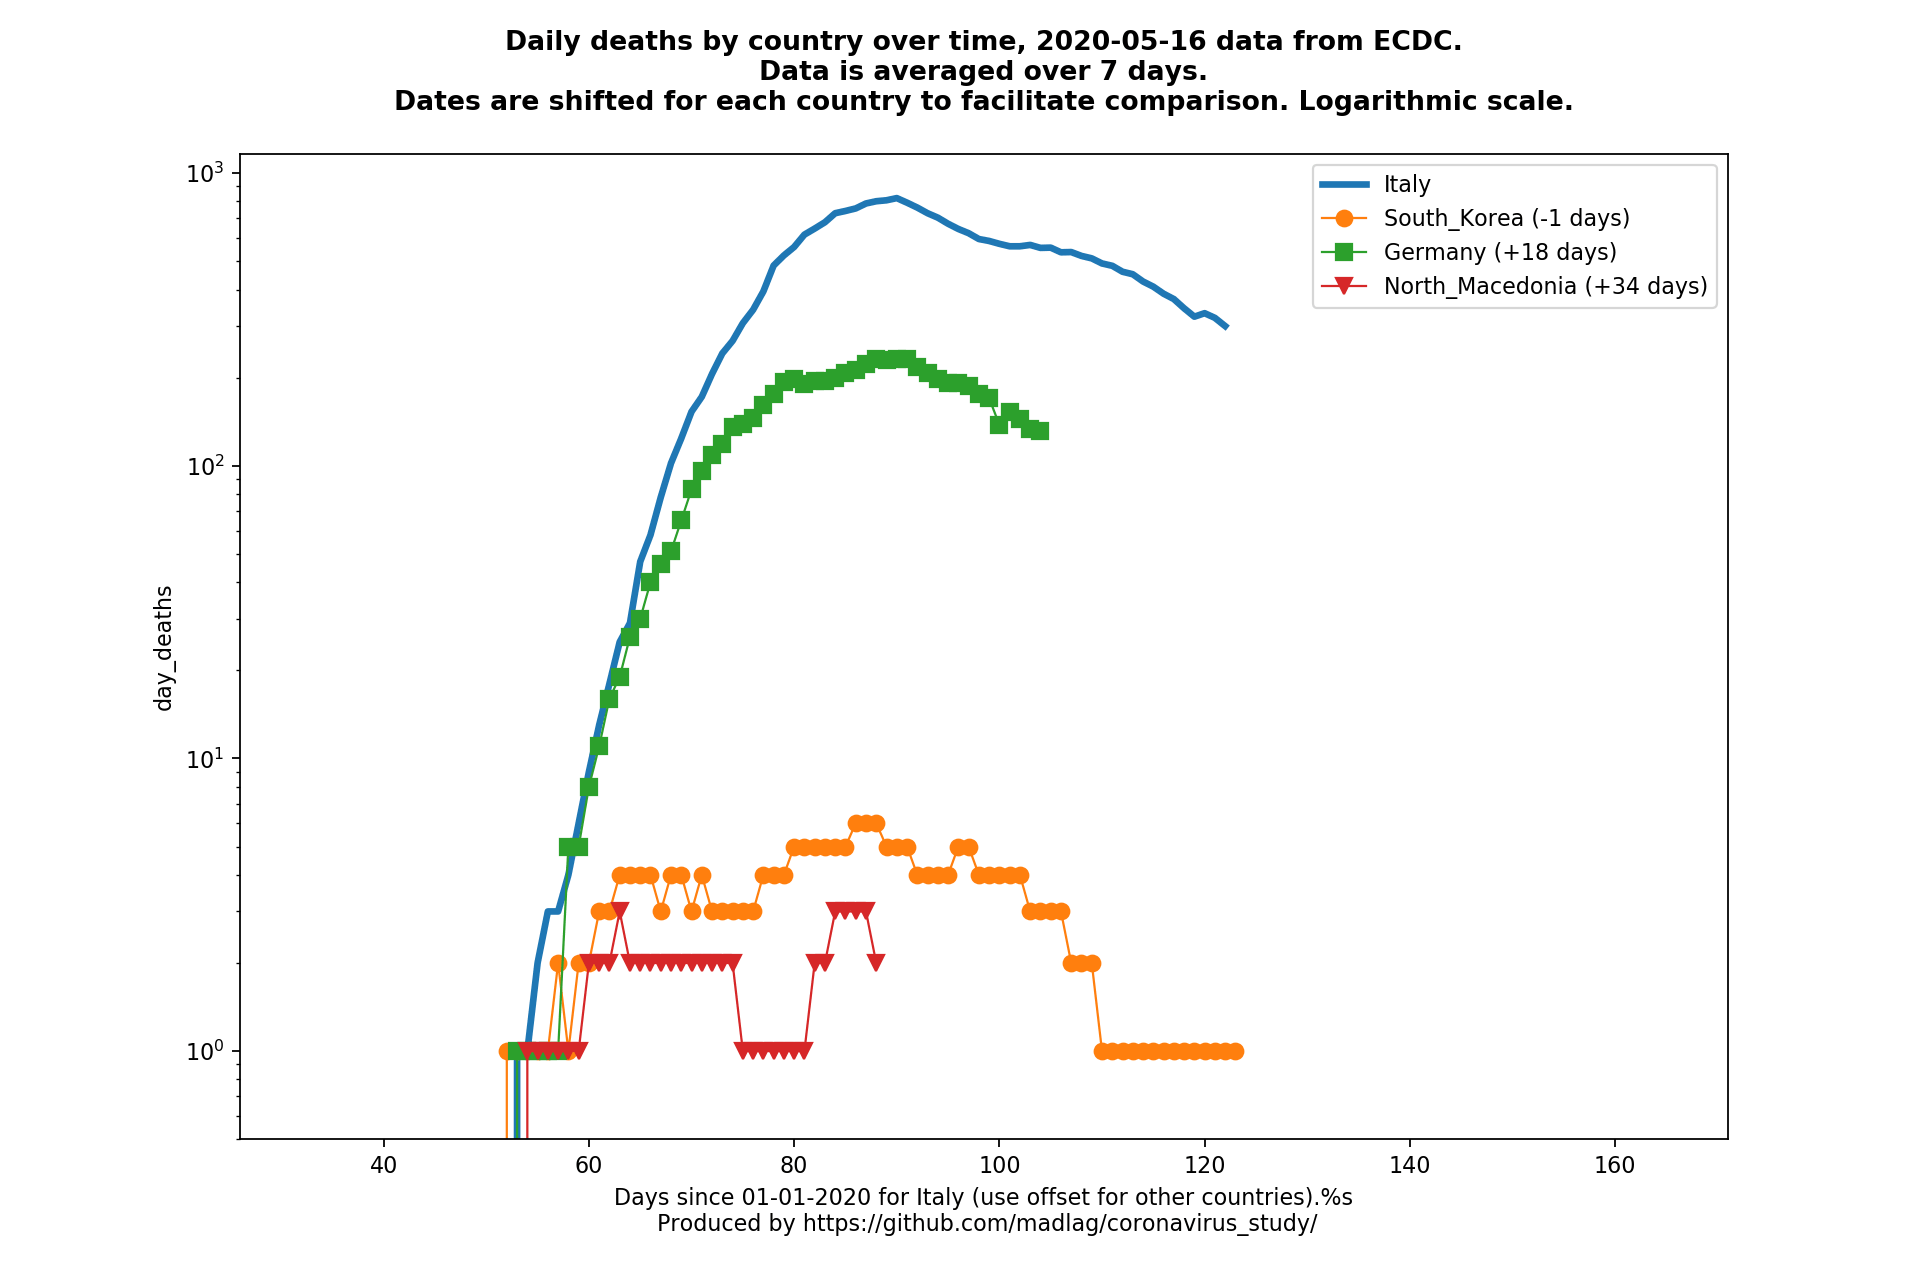 Daily deaths by country over time, 2020-05-16 data from ECDC.
Data is averaged over 7 days.
Dates are shifted for each country to facilitate comparison. Logarithmic scale.
Italy
South_Korea (-1 days)
Germany (+18 days)
North_Macedonia (+34 days)
10³
10²
10¹
10⁰
day_deaths
40 60 80 100 120 140 160
Days since 01-01-2020 for Italy (use offset for other countries).%s
Produced by https://github.com/madlag/coronavirus_study/